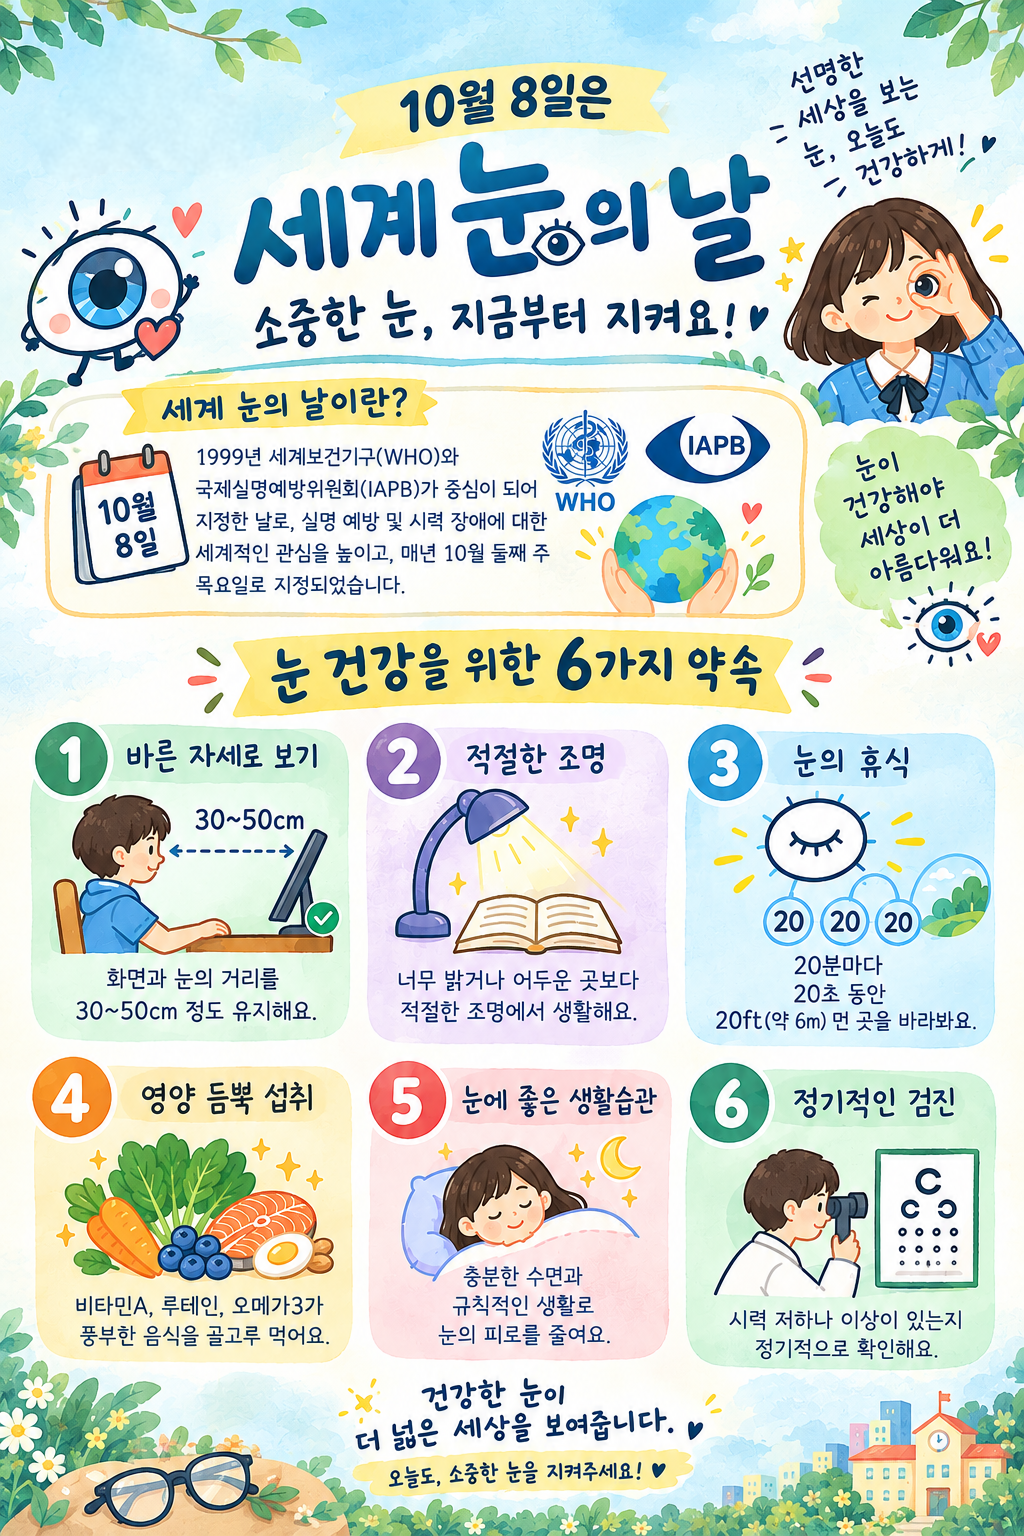 10월 8일은
세계 눈의 날
소중한 눈, 지금부터 지켜요!
선명한
세상을 보는
눈, 오늘도
건강하게!
세계 눈의 날이란?
10월
8일
1999년 세계보건기구(WHO)와
국제실명예방위원회(IAPB)가 중심이 되어
지정한 날로, 실명 예방 및 시력 장애에 대한
세계적인 관심을 높이고, 매년 10월 둘째 주
목요일로 지정되었습니다.
WHO
IAPB
눈이
건강해야
세상이 더
아름다워요!
눈 건강을 위한 6가지 약속
1 바른 자세로 보기
30~50cm
화면과 눈의 거리를
30~50cm 정도 유지해요.
2 적절한 조명
너무 밝거나 어두운 곳보다
적절한 조명에서 생활해요.
3 눈의 휴식
20 20 20
20분마다
20초 동안
20ft(약 6m) 먼 곳을 바라봐요.
4 영양 듬뿍 섭취
비타민A, 루테인, 오메가3가
풍부한 음식을 골고루 먹어요.
5 눈에 좋은 생활습관
충분한 수면과
규칙적인 생활로
눈의 피로를 줄여요.
6 정기적인 검진
시력 저하나 이상이 있는지
정기적으로 확인해요.
건강한 눈이
더 넓은 세상을 보여줍니다.
오늘도, 소중한 눈을 지켜주세요!